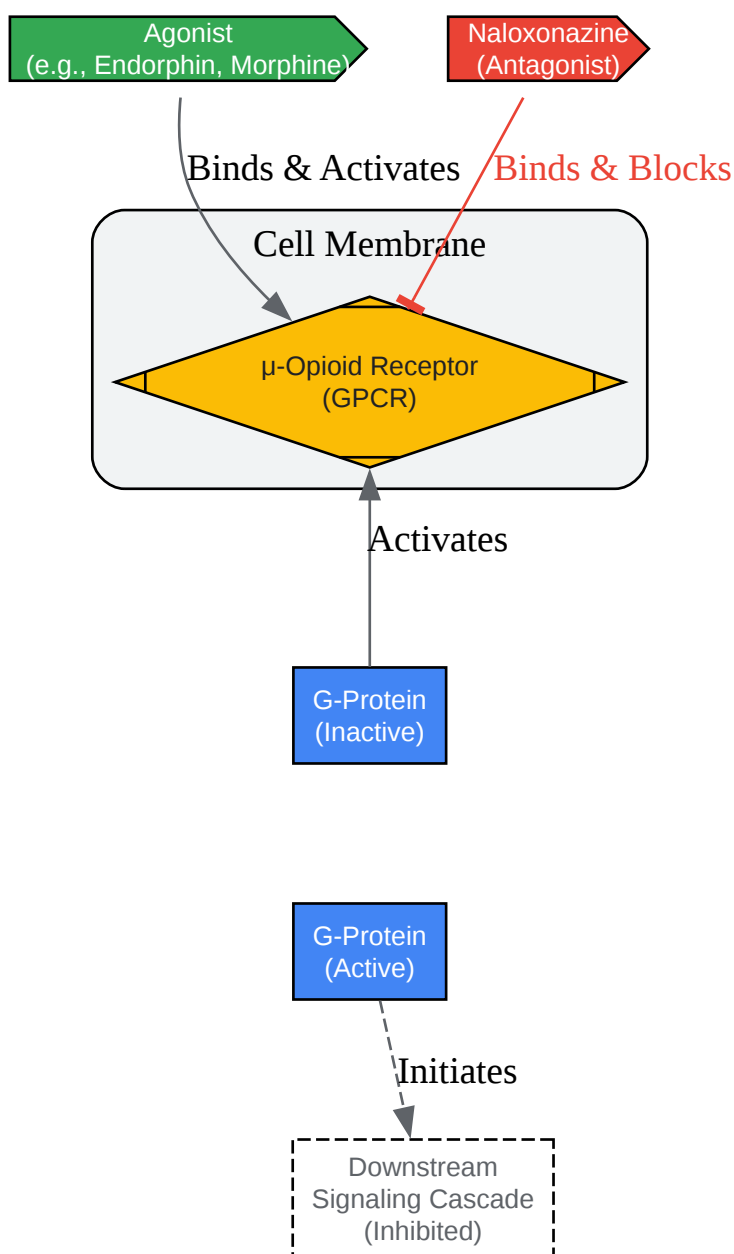 Agonist
(e.g., Endorphin, Morphine)
Naloxonazine
(Antagonist)
Binds & Activates
Binds & Blocks
Cell Membrane
μ-Opioid Receptor
(GPCR)
Activates
G-Protein
(Inactive)
G-Protein
(Active)
Initiates
Downstream
Signaling Cascade
(Inhibited)